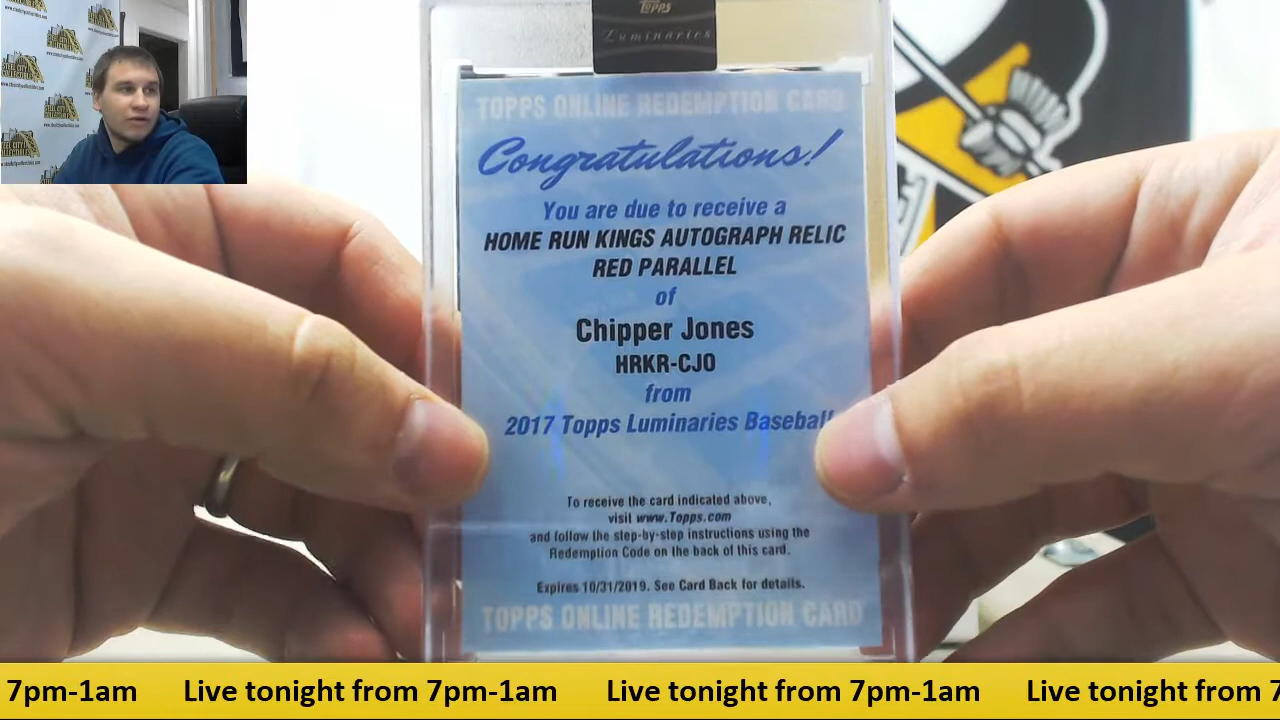 TOPPS
Luminaries
TOPPS ONLINE REDEMPTION CARD
Congratulations!
You are due to receive a
HOME RUN KINGS AUTOGRAPH RELIC
RED PARALLEL
of
Chipper Jones
HRKR-CJO
from
2017 Topps Luminaries Baseball
To receive the card indicated above,
visit www.Topps.com
and follow the step-by-step instructions using the
Redemption Code on the back of this card.
Expires 10/31/2019. See Card Back for details.
TOPPS ONLINE REDEMPTION CARD
7pm-1am Live tonight from 7pm-1am Live tonight from 7pm-1am Live tonight from 7